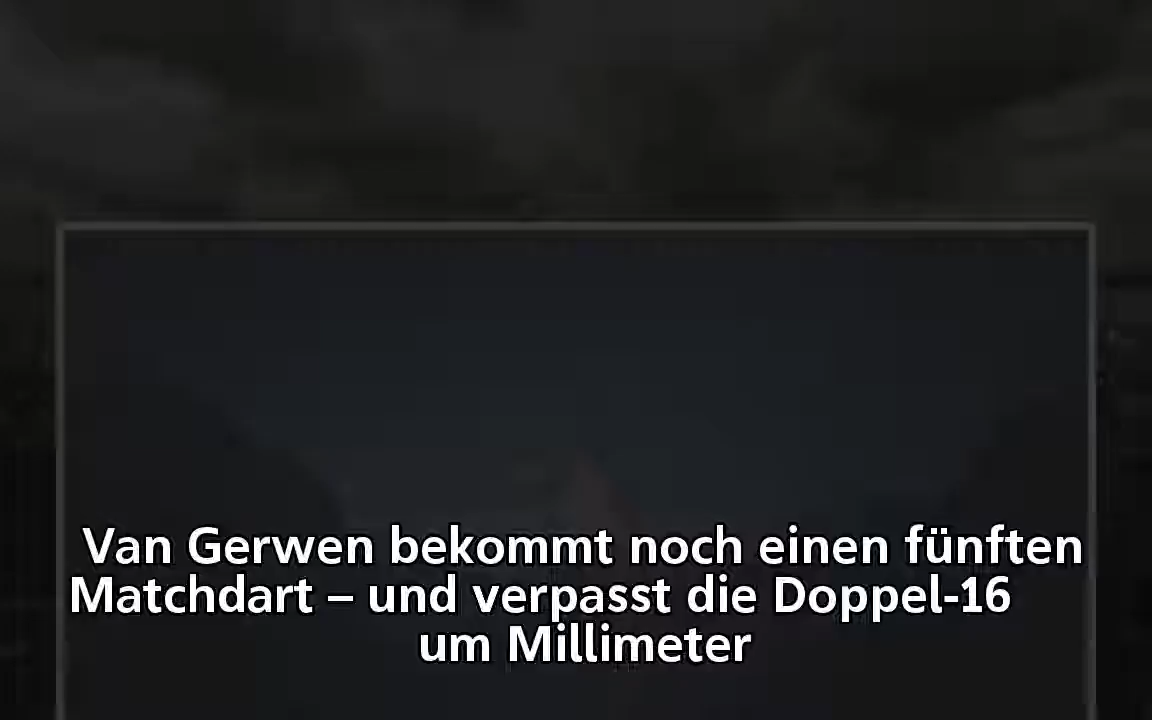 Van Gerwen bekommt noch einen fünften
Matchdart – und verpasst die Doppel-16
um Millimeter